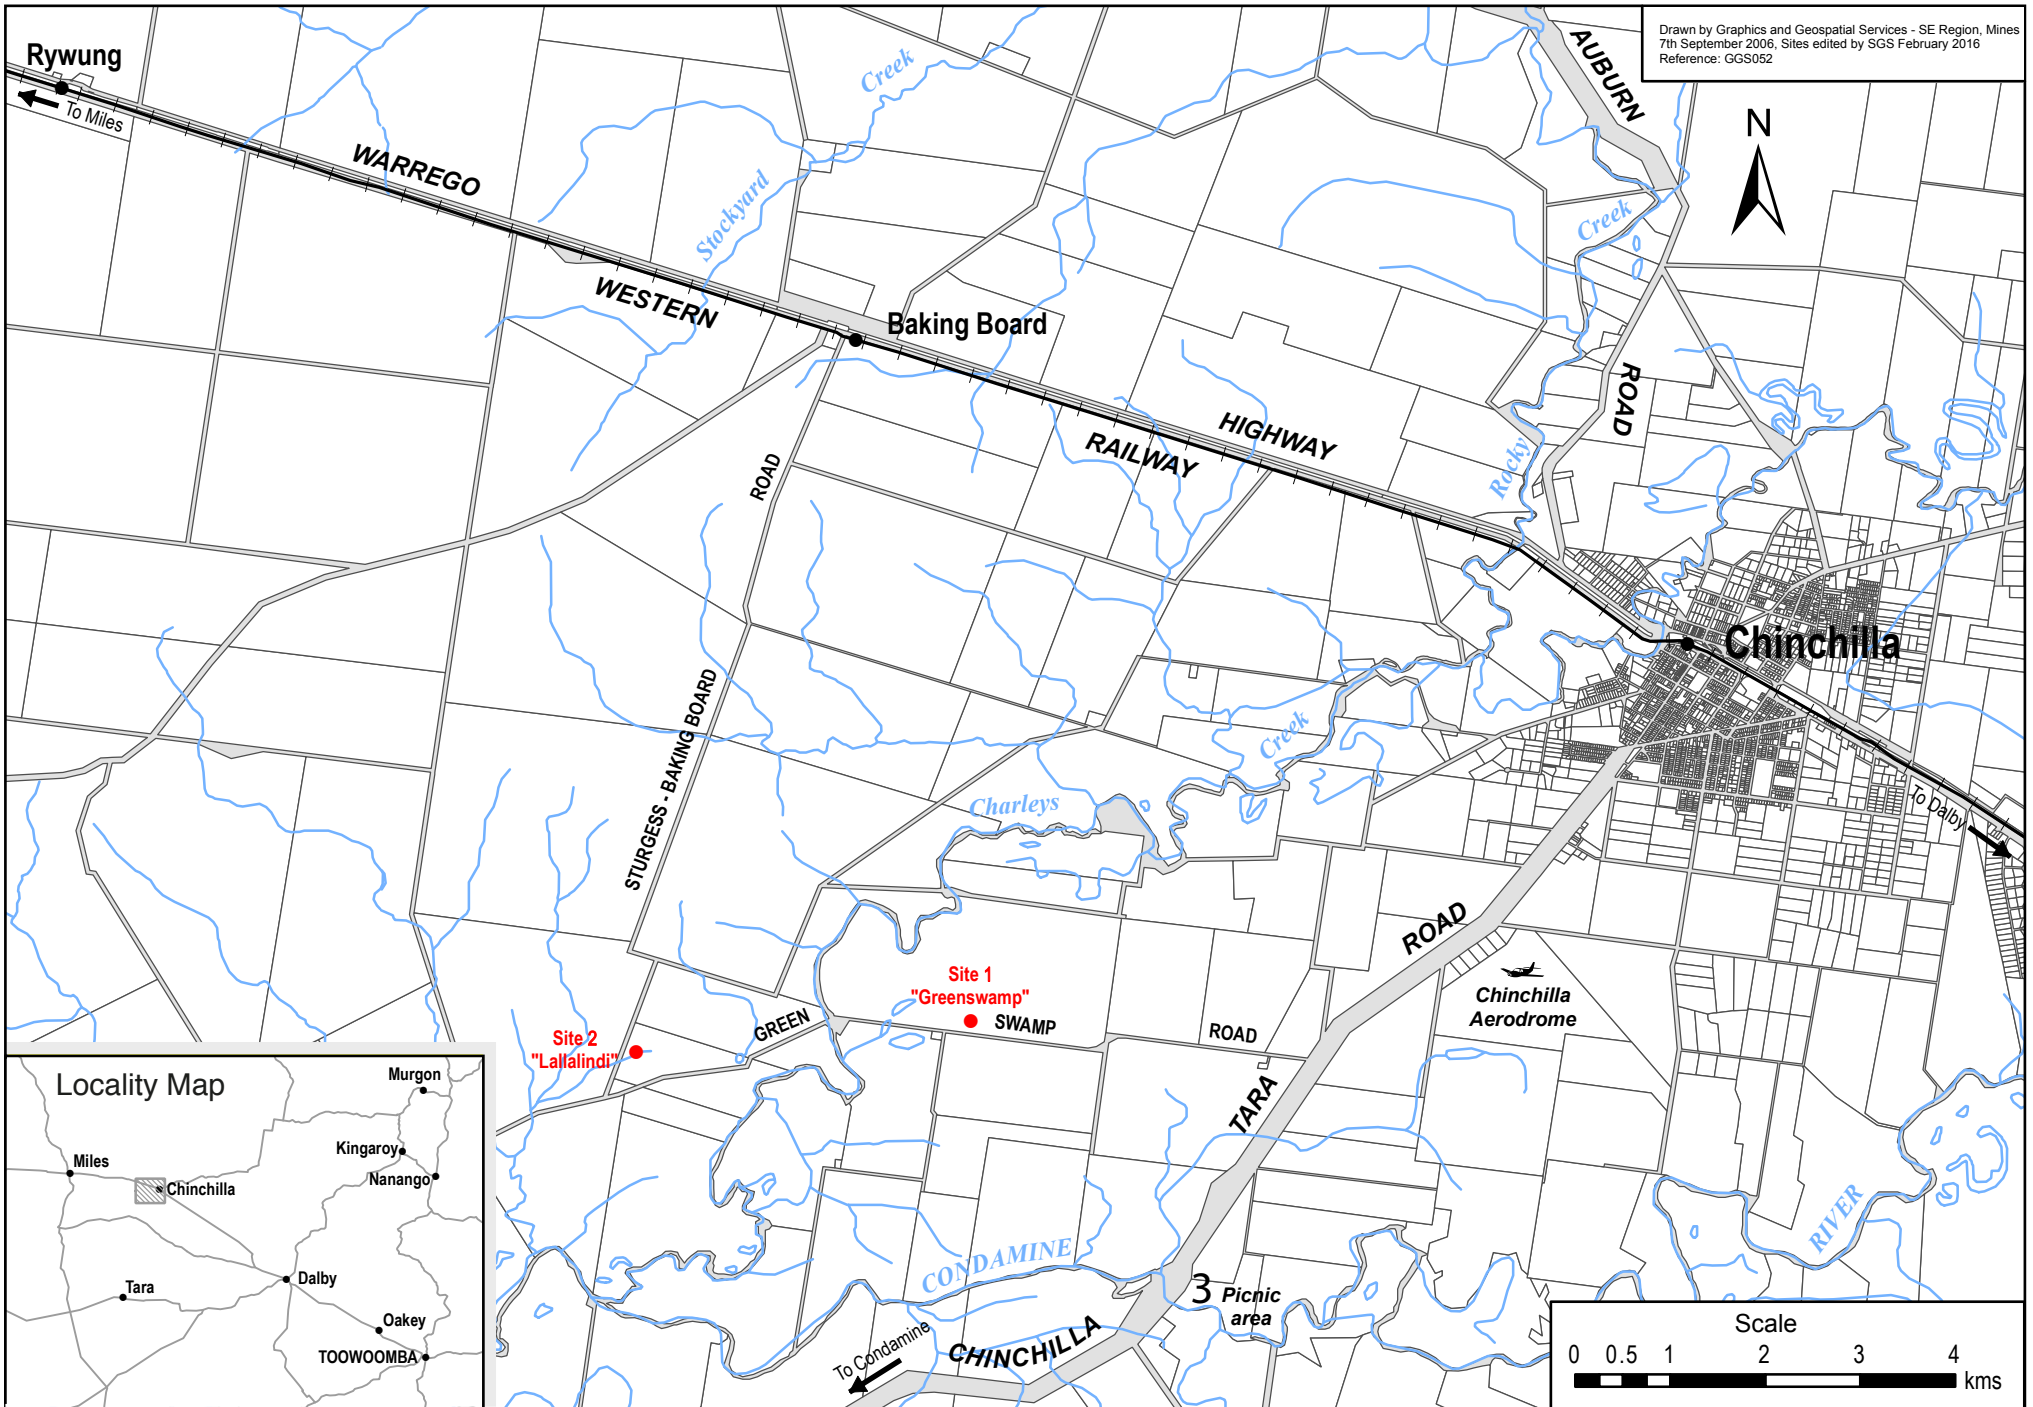 Drawn by Graphics and Geospatial Services - SE Region, Mines
7th September 2006, Sites edited by SGS February 2016
Reference: GGS052
N
Rywung
To Miles
WARREGO
WESTERN
Stockyard
Creek
AUBURN
ROAD
Creek
Rocky
Baking Board
HIGHWAY
RAILWAY
ROAD
STURGESS - BAKING BOARD
Chinchilla
To Dalby
Creek
Charleys
ROAD
TARA
CHINCHILLA
Chinchilla
Aerodrome
Site 1
"Greenswamp"
GREEN
SWAMP
ROAD
Site 2
"Lallalindi"
CONDAMINE
RIVER
3 Picnic
area
To Condamine
Locality Map
Murgon
Kingaroy
Nanango
Miles
Chinchilla
Dalby
Tara
Oakey
TOOWOOMBA
Scale
0 0.5 1 2 3 4
kms